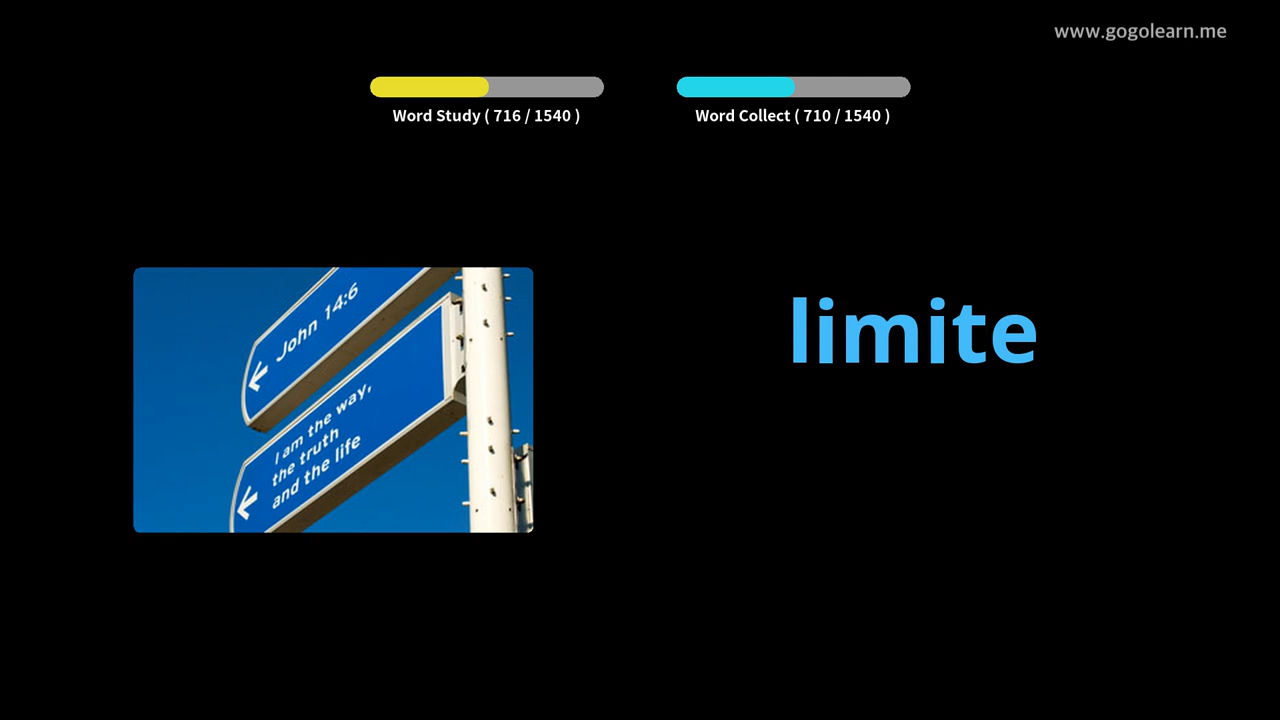 www.gogolearn.me
Word Study ( 716 / 1540 )
Word Collect ( 710 / 1540 )
John 14:6
I am the way,
the truth
and the life
limite